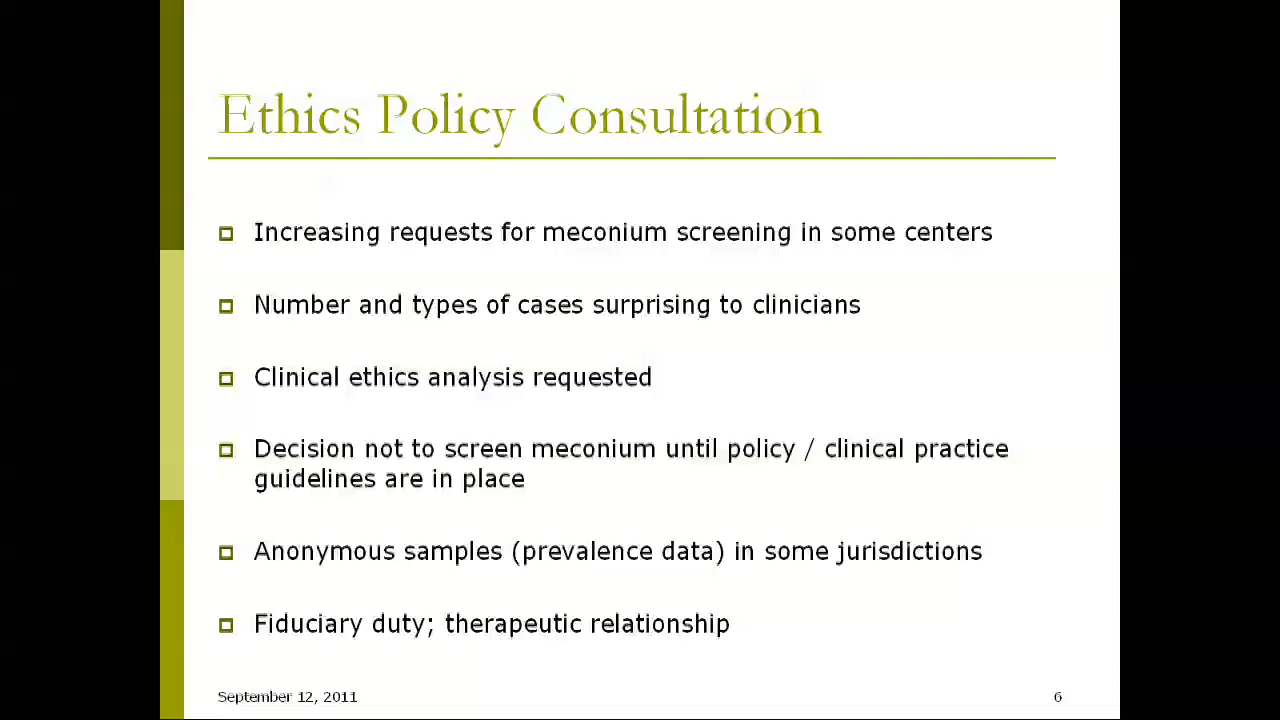 Ethics Policy Consultation
Increasing requests for meconium screening in some centers
Number and types of cases surprising to clinicians
Clinical ethics analysis requested
Decision not to screen meconium until policy / clinical practice
guidelines are in place
Anonymous samples (prevalence data) in some jurisdictions
Fiduciary duty; therapeutic relationship
September 12, 2011
6